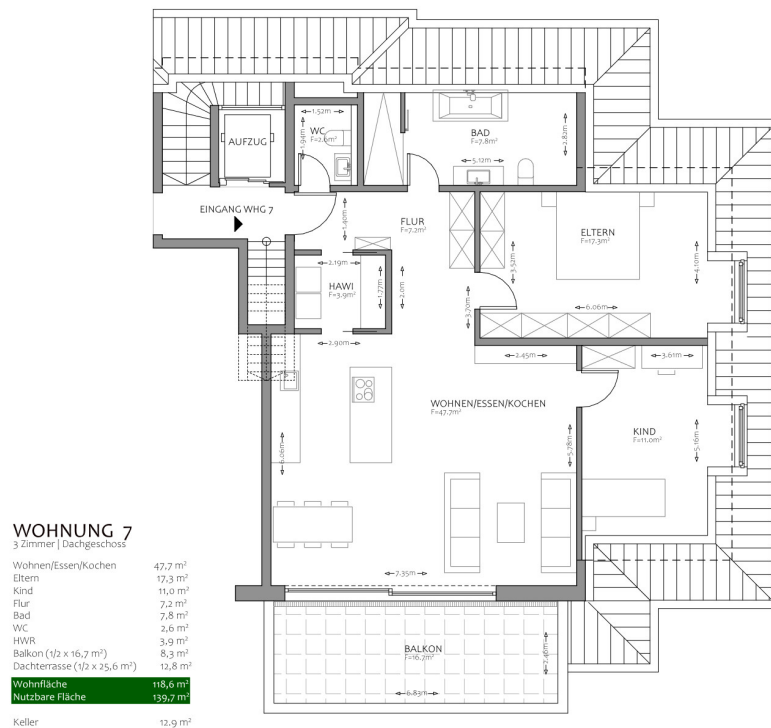 1.52m
WC
F=2.6m²
1.94m
AUFZUG
BAD
F=7.8m²
5.12m
2.82m
EINGANG WHG 7
1.40m
FLUR
F=7.2m²
ELTERN
F=17.3m²
3.52m
4.10m
6.06m
2.19m
HAWI
F=3.9m²
1.77m
2.0m
3.70m
2.90m
2.45m
3.61m
WOHNEN/ESSEN/KOCHEN
F=47.7m²
KIND
F=11.0m²
6.06m
5.78m
5.16m
7.35m
BALKON
F=16.7m²
7.46m
6.83m
WOHNUNG 7
3 Zimmer | Dachgeschoss
Wohnen/Essen/Kochen 47,7 m²
Eltern 17,3 m²
Kind 11,0 m²
Flur 7,2 m²
Bad 7,8 m²
WC 2,6 m²
HWR 3,9 m²
Balkon (1/2 x 16,7 m²) 8,3 m²
Dachterrasse (1/2 x 25,6 m²) 12,8 m²
Wohnfläche 118,6 m²
Nutzbare Fläche 139,7 m²
Keller 12,9 m²